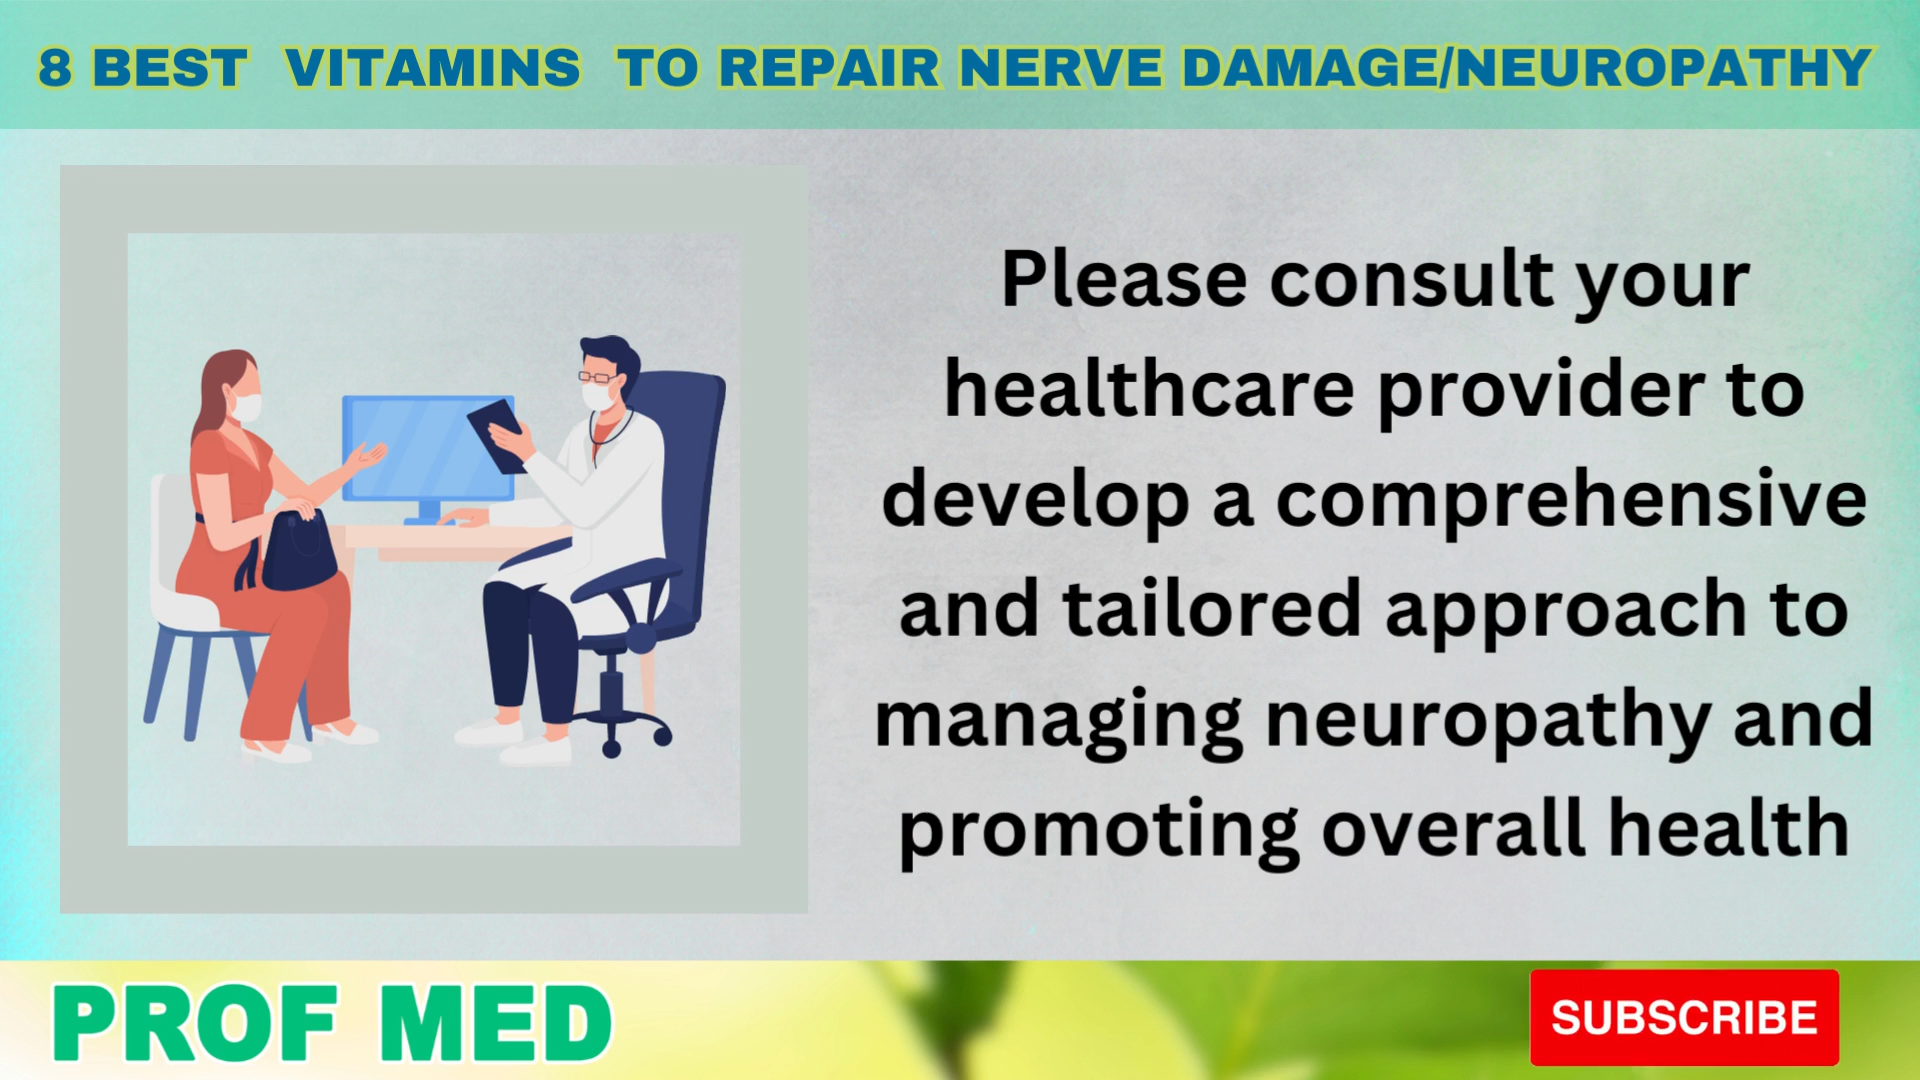 8 BEST VITAMINS TO REPAIR NERVE DAMAGE/NEUROPATHY
Please consult your
healthcare provider to
develop a comprehensive
and tailored approach to
managing neuropathy and
promoting overall health
PROF MED
SUBSCRIBE